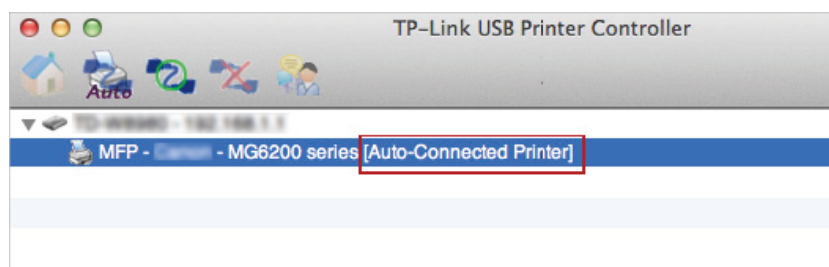 TP-Link USB Printer Controller
Auto
MFP - - MG6200 series [Auto-Connected Printer]